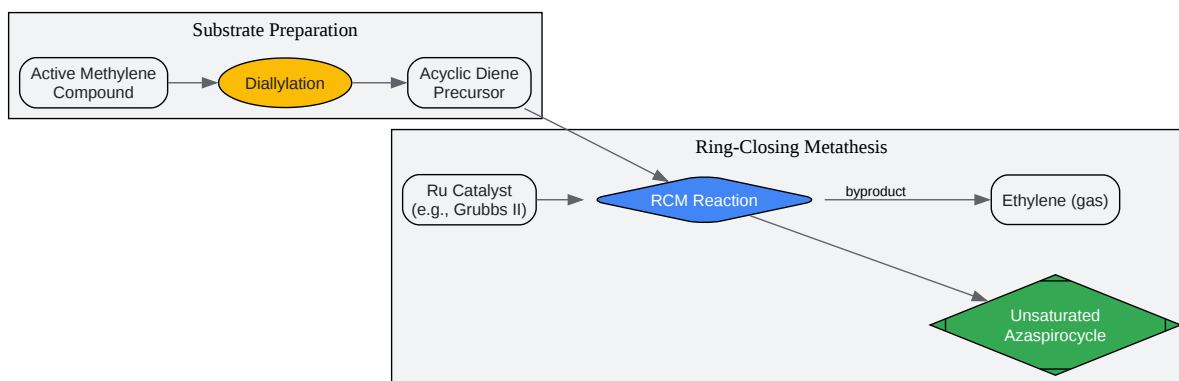 Substrate Preparation
Active Methylene
Compound
Diallylation
Acyclic Diene
Precursor
Ring-Closing Metathesis
Ru Catalyst
(e.g., Grubbs II)
RCM Reaction
byproduct
Ethylene (gas)
Unsaturated
Azaspirocycle